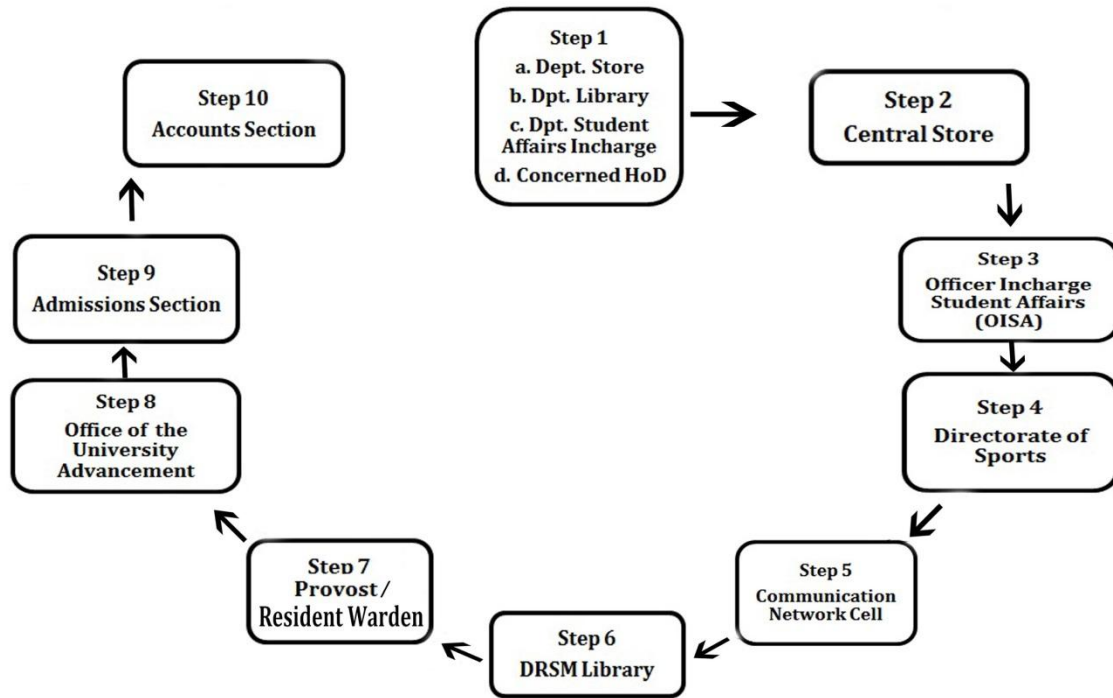 Step 1
a. Dept. Store
b. Dpt. Library
c. Dpt. Student
Affairs Incharge
d. Concerned HoD
Step 2
Central Store
Step 3
Officer Incharge
Student Affairs
(OISA)
Step 4
Directorate of
Sports
Step 5
Communication
Network Cell
Step 6
DRSM Library
Step 7
Provost /
Resident Warden
Step 8
Office of the
University
Advancement
Step 9
Admissions Section
Step 10
Accounts Section